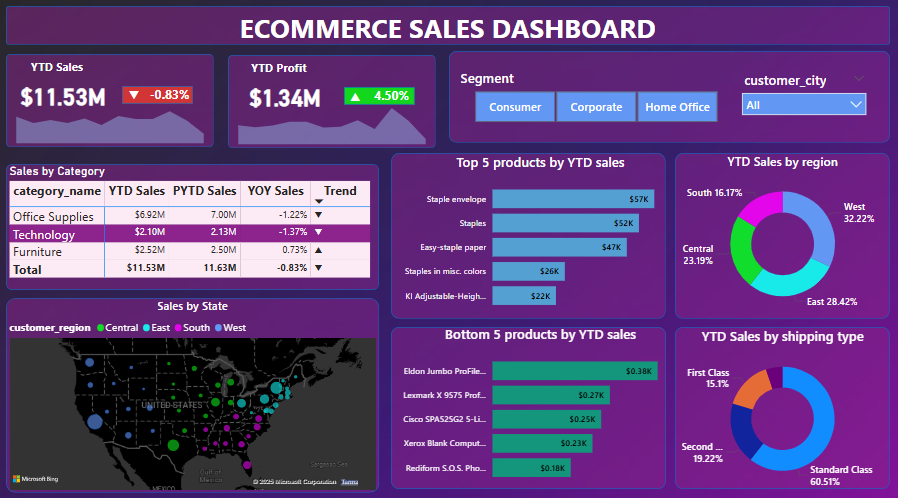 ECOMMERCE SALES DASHBOARD
YTD Sales
$11.53M
-0.83%
YTD Profit
$1.34M
4.50%
Segment
Consumer
Corporate
Home Office
customer_city
All
Sales by Category
category_name YTD Sales PYTD Sales YOY Sales Trend
Office Supplies $6.92M 7.00M -1.22% ▼
Technology $2.10M 2.13M -1.37% ▼
Furniture $2.52M 2.50M 0.73% ▲
Total $11.53M 11.63M -0.83% ▼
Top 5 products by YTD sales
Staple envelope $57K
Staples $52K
Easy-staple paper $47K
Staples in misc. colors $26K
KI Adjustable-Heigh... $22K
YTD Sales by region
South 16.17%
West
32.22%
Central
23.19%
East 28.42%
Sales by State
customer_region Central East South West
UNITED STATES
Gulf of
Mexico
Sargasso Sea
MEXICO
Microsoft Bing
© 2025 Microsoft Corporation Terms
Bottom 5 products by YTD sales
Eldon Jumbo ProFile... $0.38K
Lexmark X 9575 Prof... $0.27K
Cisco SPA525G2 5-Li... $0.25K
Xerox Blank Comput... $0.23K
Rediform S.O.S. Pho... $0.18K
YTD Sales by shipping type
First Class
15.1%
Second ...
19.22%
Standard Class
60.51%